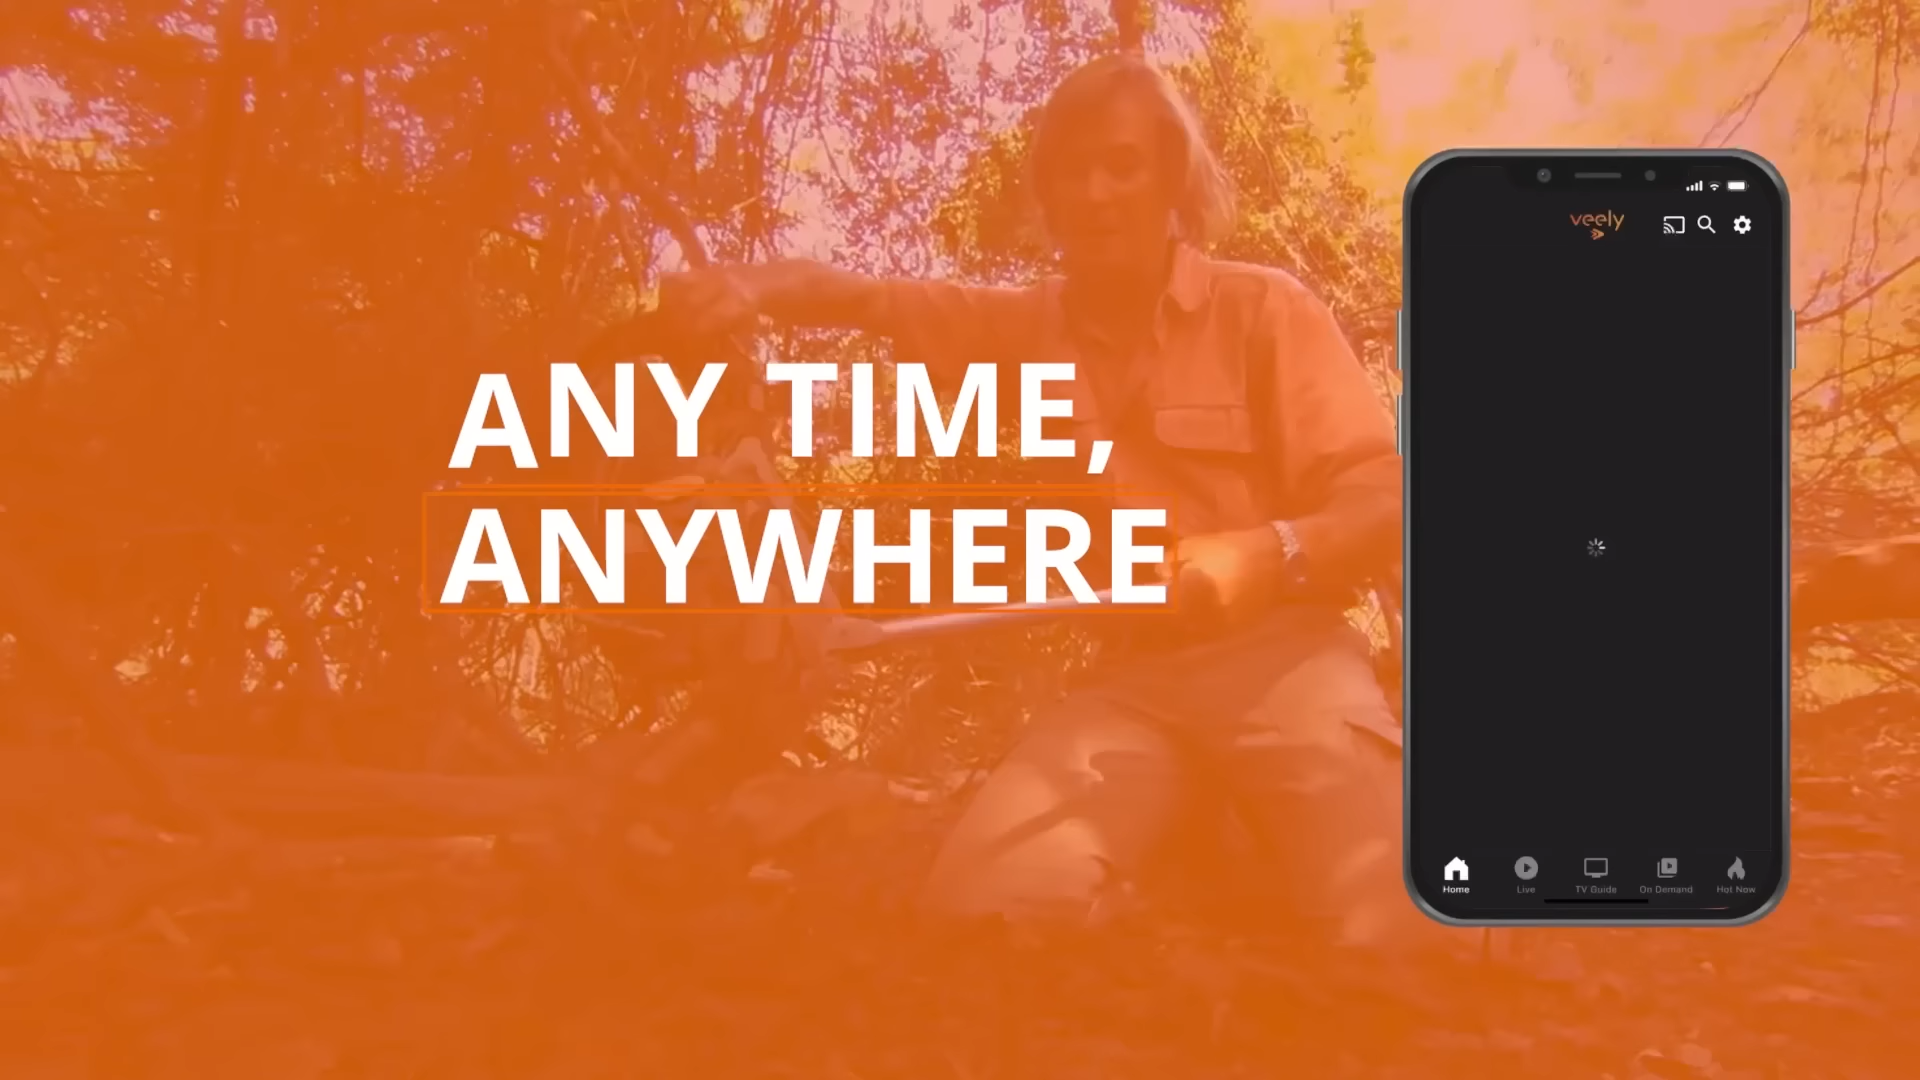 ANY TIME,
ANYWHERE
veely
Home
Live
TV Guide
On Demand
Hot Now